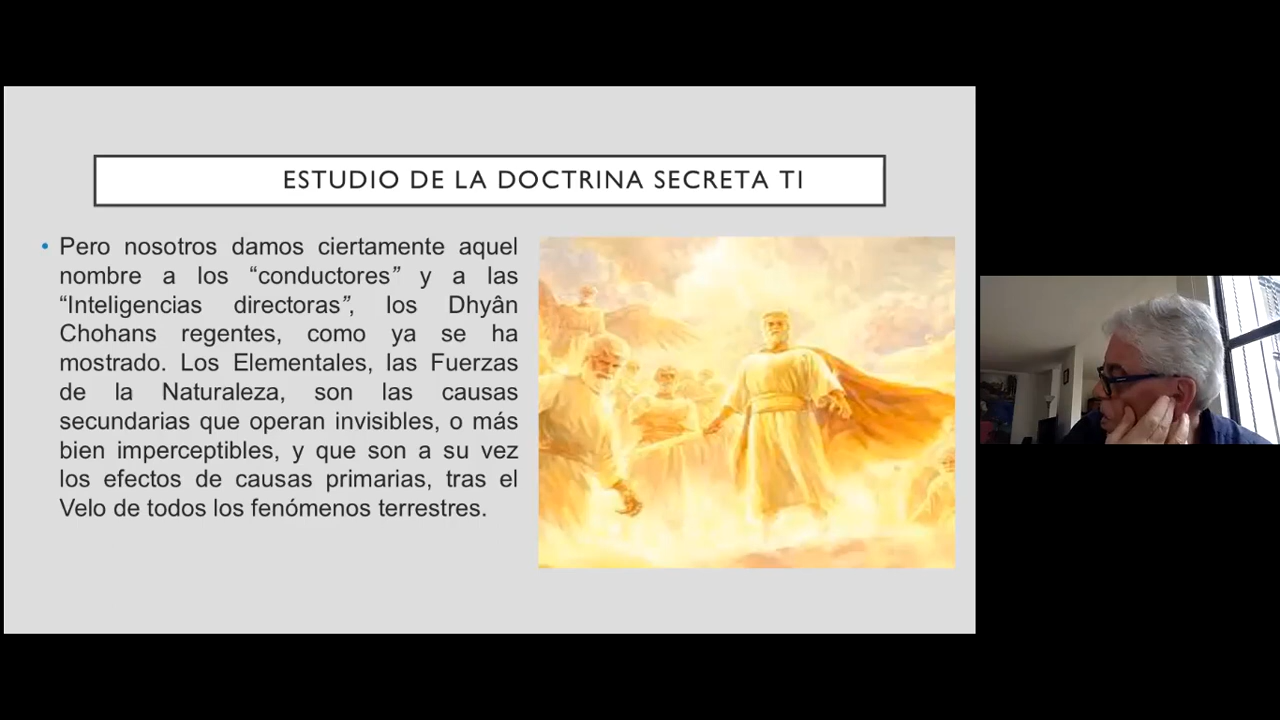 ESTUDIO DE LA DOCTRINA SECRETA TI
• Pero nosotros damos ciertamente aquel
nombre a los “conductores” y a las
“Inteligencias directoras”, los Dhyân
Chohans regentes, como ya se ha
mostrado. Los Elementales, las Fuerzas
de la Naturaleza, son las causas
secundarias que operan invisibles, o más
bien imperceptibles, y que son a su vez
los efectos de causas primarias, tras el
Velo de todos los fenómenos terrestres.